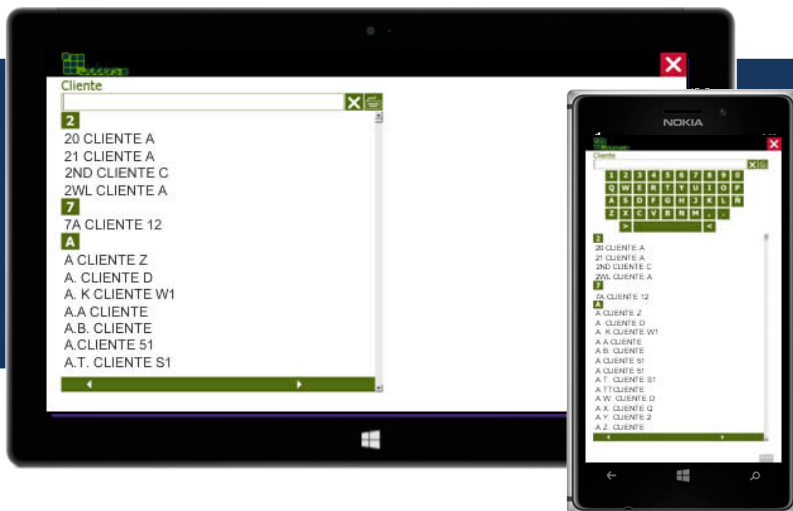 Cliente
2
20 CLIENTE A
21 CLIENTE A
2ND CLIENTE C
2WL CLIENTE A
7
7A CLIENTE 12
A
A CLIENTE Z
A. CLIENTE D
A. K CLIENTE W1
A.A CLIENTE
A.B. CLIENTE
A.CLIENTE 51
A.T. CLIENTE S1
NOKIA
Cliente
1 2 3 4 5 6 7 8 9 0
Q W E R T Y U I O P
A S D F G H J K L Ñ
Z X C V B N M , .
> <
2
20 CLIENTE A
21 CLIENTE A
2ND CLIENTE C
2WL CLIENTE A
7
7A CLIENTE 12
A
A CLIENTE Z
A. CLIENTE D
A. K CLIENTE W1
A A CLIENTE
A B. CLIENTE
A CLIENTE 51
A CLIENTE 51
A T. CLIENTE S1
A TTCLIENTE
A W. CLIENTE D
A X. CLIENTE Q
A Y. CLIENTE 2
A Z. CLIENTE